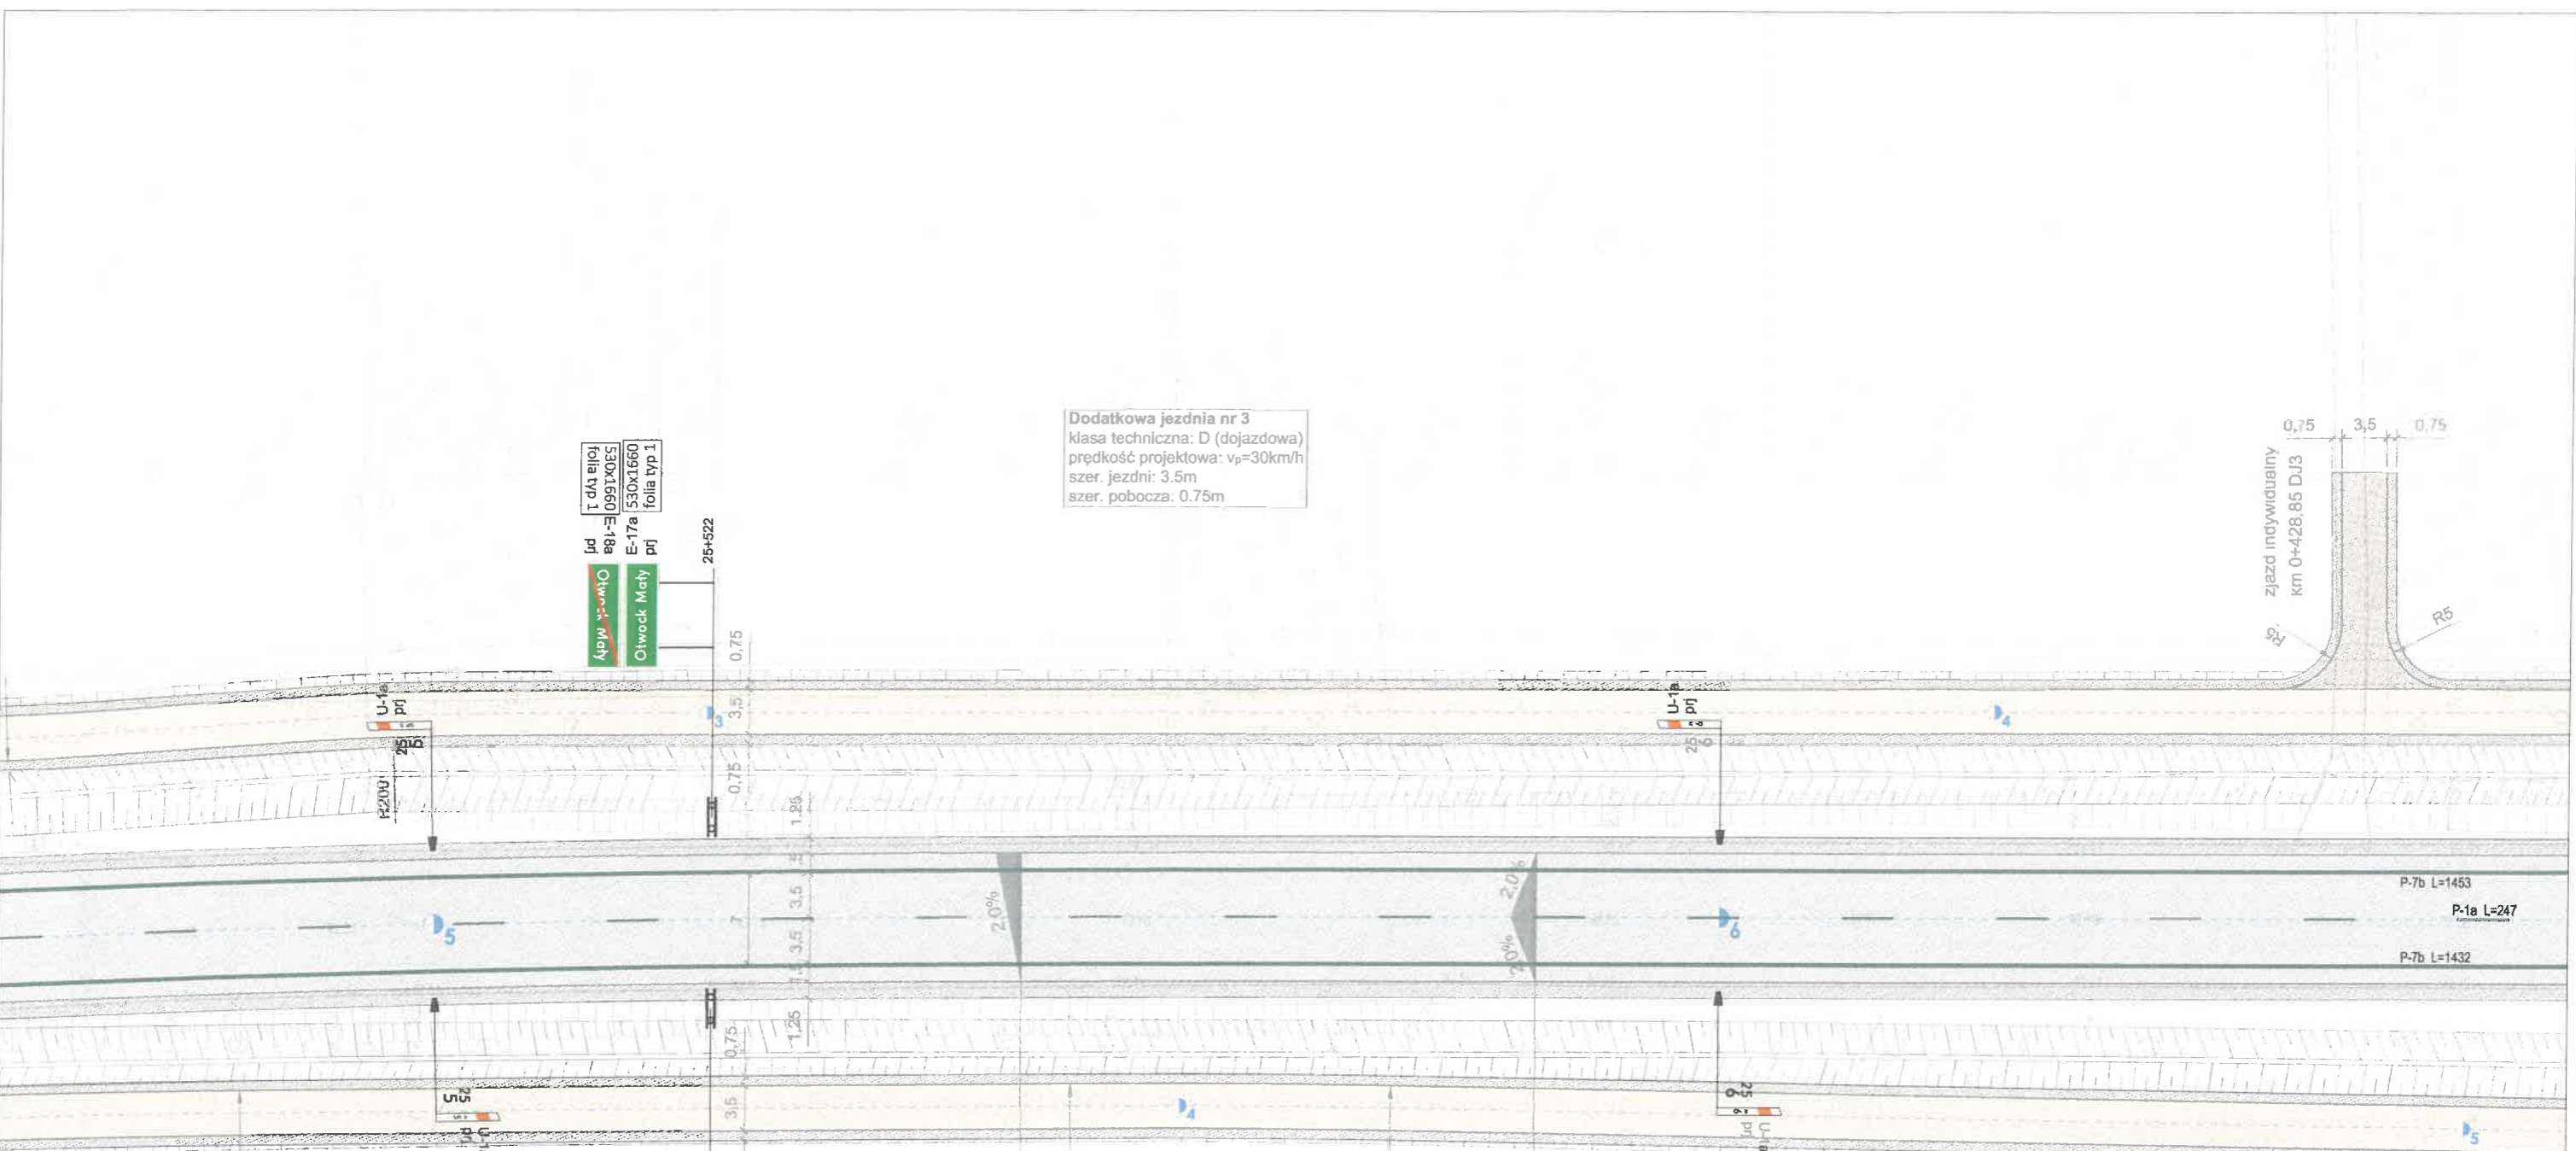 Dodatkowa jezdnia nr 3
klasa techniczna: D (dojazdowa)
prędkość projektowa: vp=30km/h
szer. jezdni: 3.5m
szer. pobocza: 0.75m
530x1660
folia typ 1
E-18a
prj
Otwock Mały
folia typ 1
530x1660
E-17a
prj
Otwock Mały
25+522
0,75
3,5
0,75
1,25
3,5
7
3,5
1,5
1,25
0,75
3,5
U-1a
prj
25
5
R200
3
U-1a
prj
25
6
4
zjazd indywidualny
km 0+428,85 DJ3
0,75
3,5
0,75
R5
R5
2,0%
2,0%
2,0%
5
6
P-7b L=1453
P-1a L=247
P-7b L=1432
25
5
prj
4
25
6
prj
5